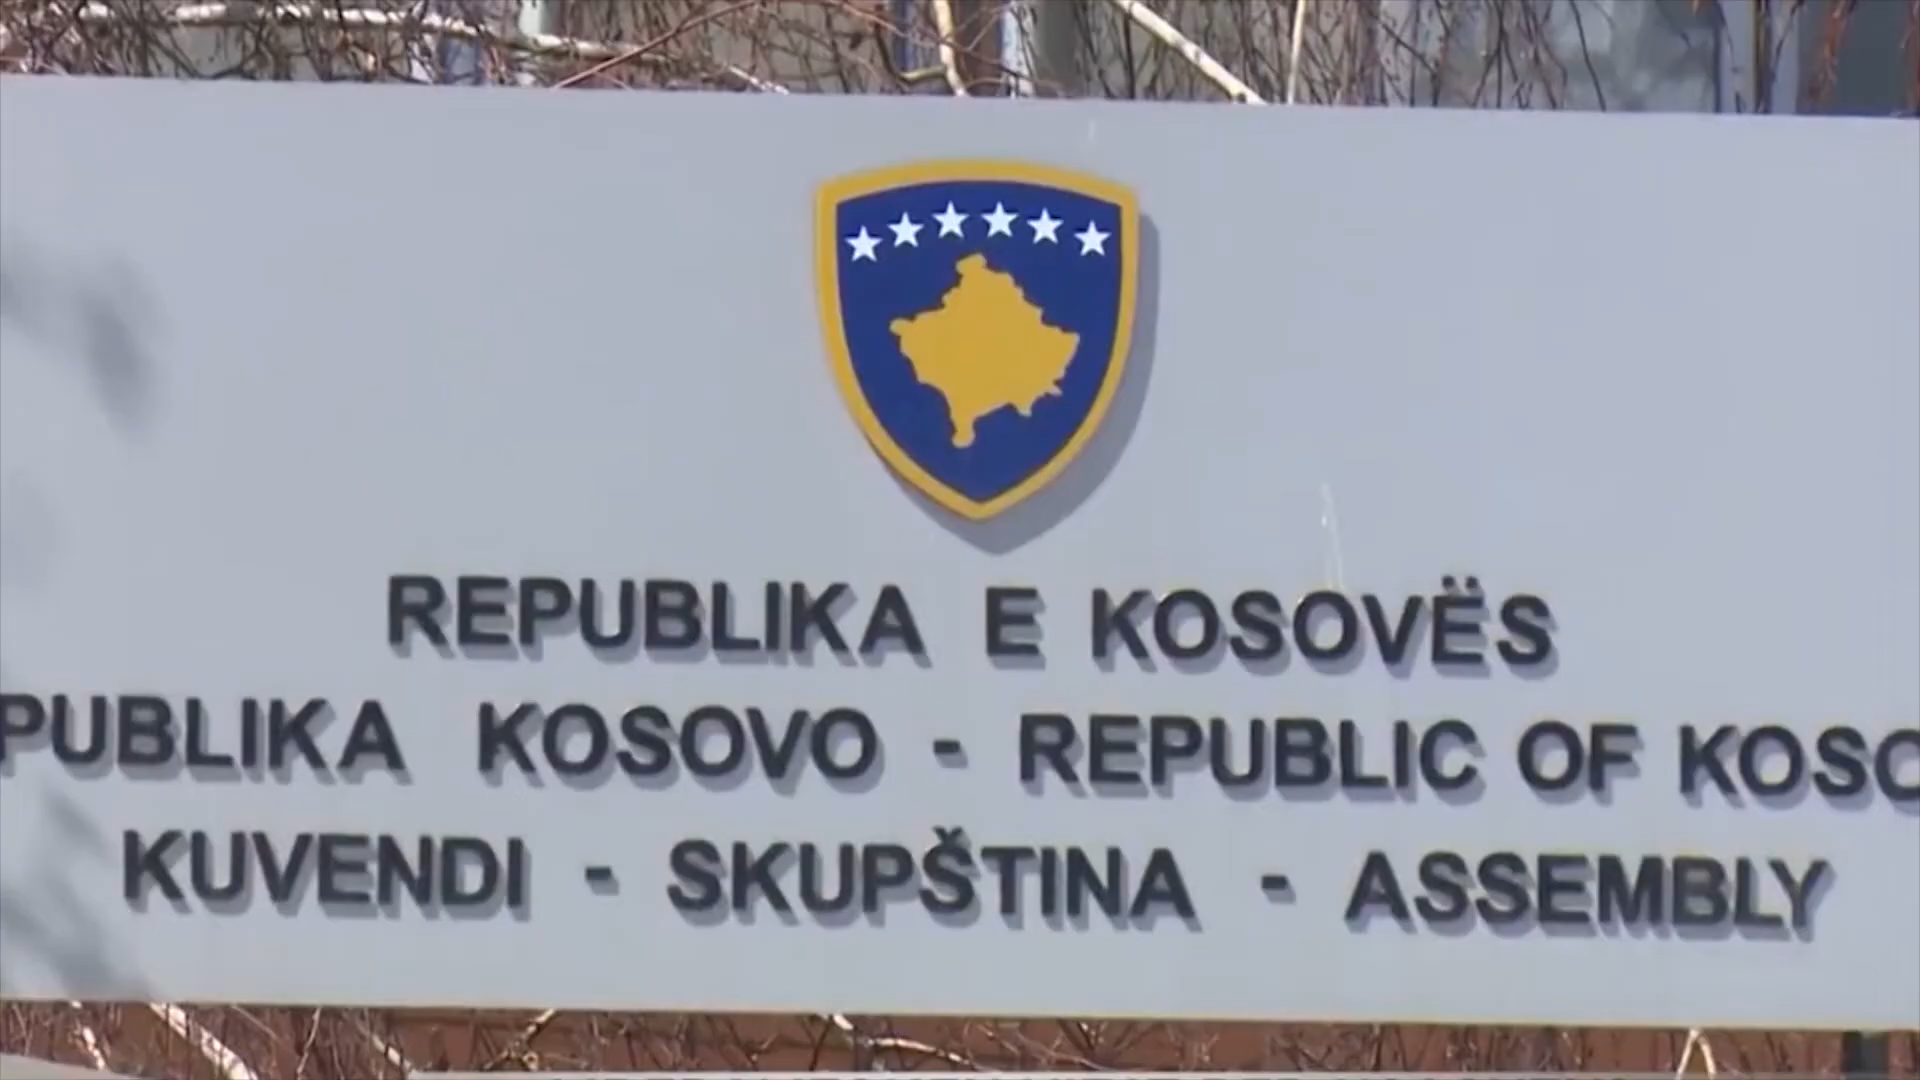 REPUBLIKA E KOSOVËS
PUBLIKA KOSOVO - REPUBLIC OF KOSO
KUVENDI - SKUPŠTINA - ASSEMBLY